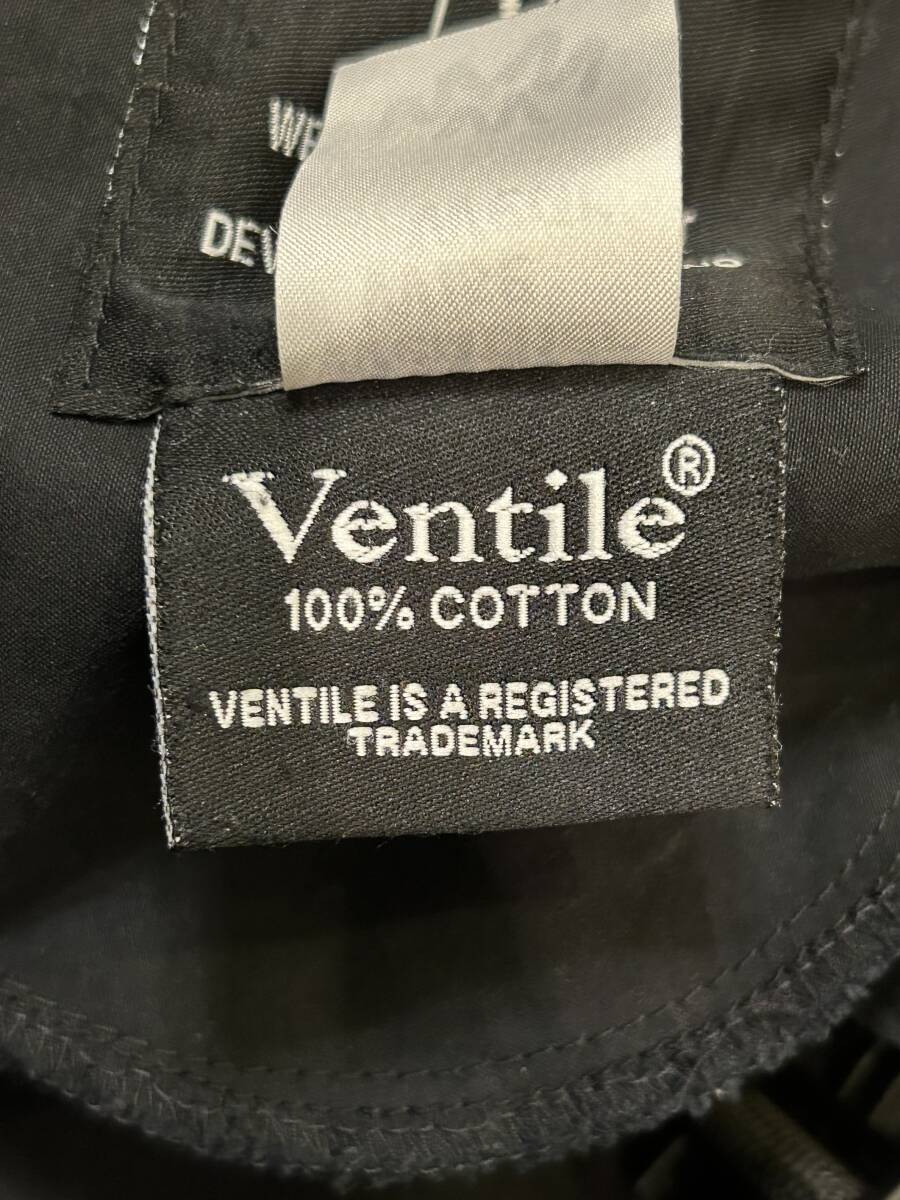 Ventile®
100% COTTON
VENTILE IS A REGISTERED
TRADEMARK